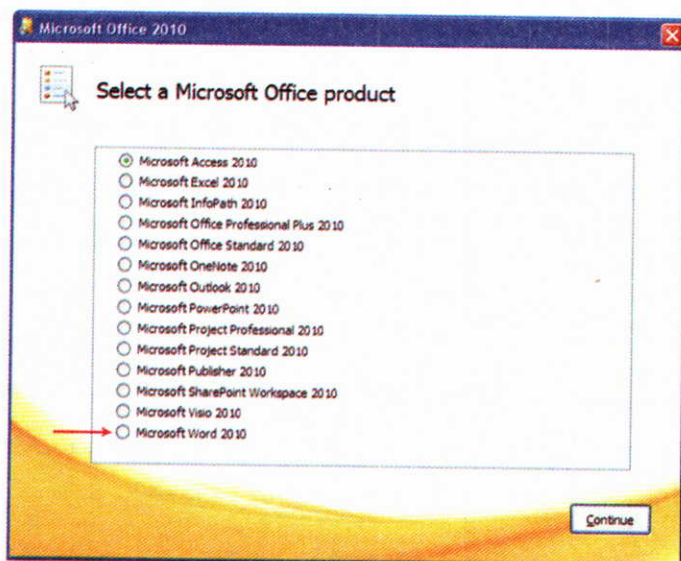 Microsoft Office 2010
Select a Microsoft Office product
Microsoft Access 2010
Microsoft Excel 2010
Microsoft InfoPath 2010
Microsoft Office Professional Plus 2010
Microsoft Office Standard 2010
Microsoft OneNote 2010
Microsoft Outlook 2010
Microsoft PowerPoint 2010
Microsoft Project Professional 2010
Microsoft Project Standard 2010
Microsoft Publisher 2010
Microsoft SharePoint Workspace 2010
Microsoft Visio 2010
Microsoft Word 2010
Continue